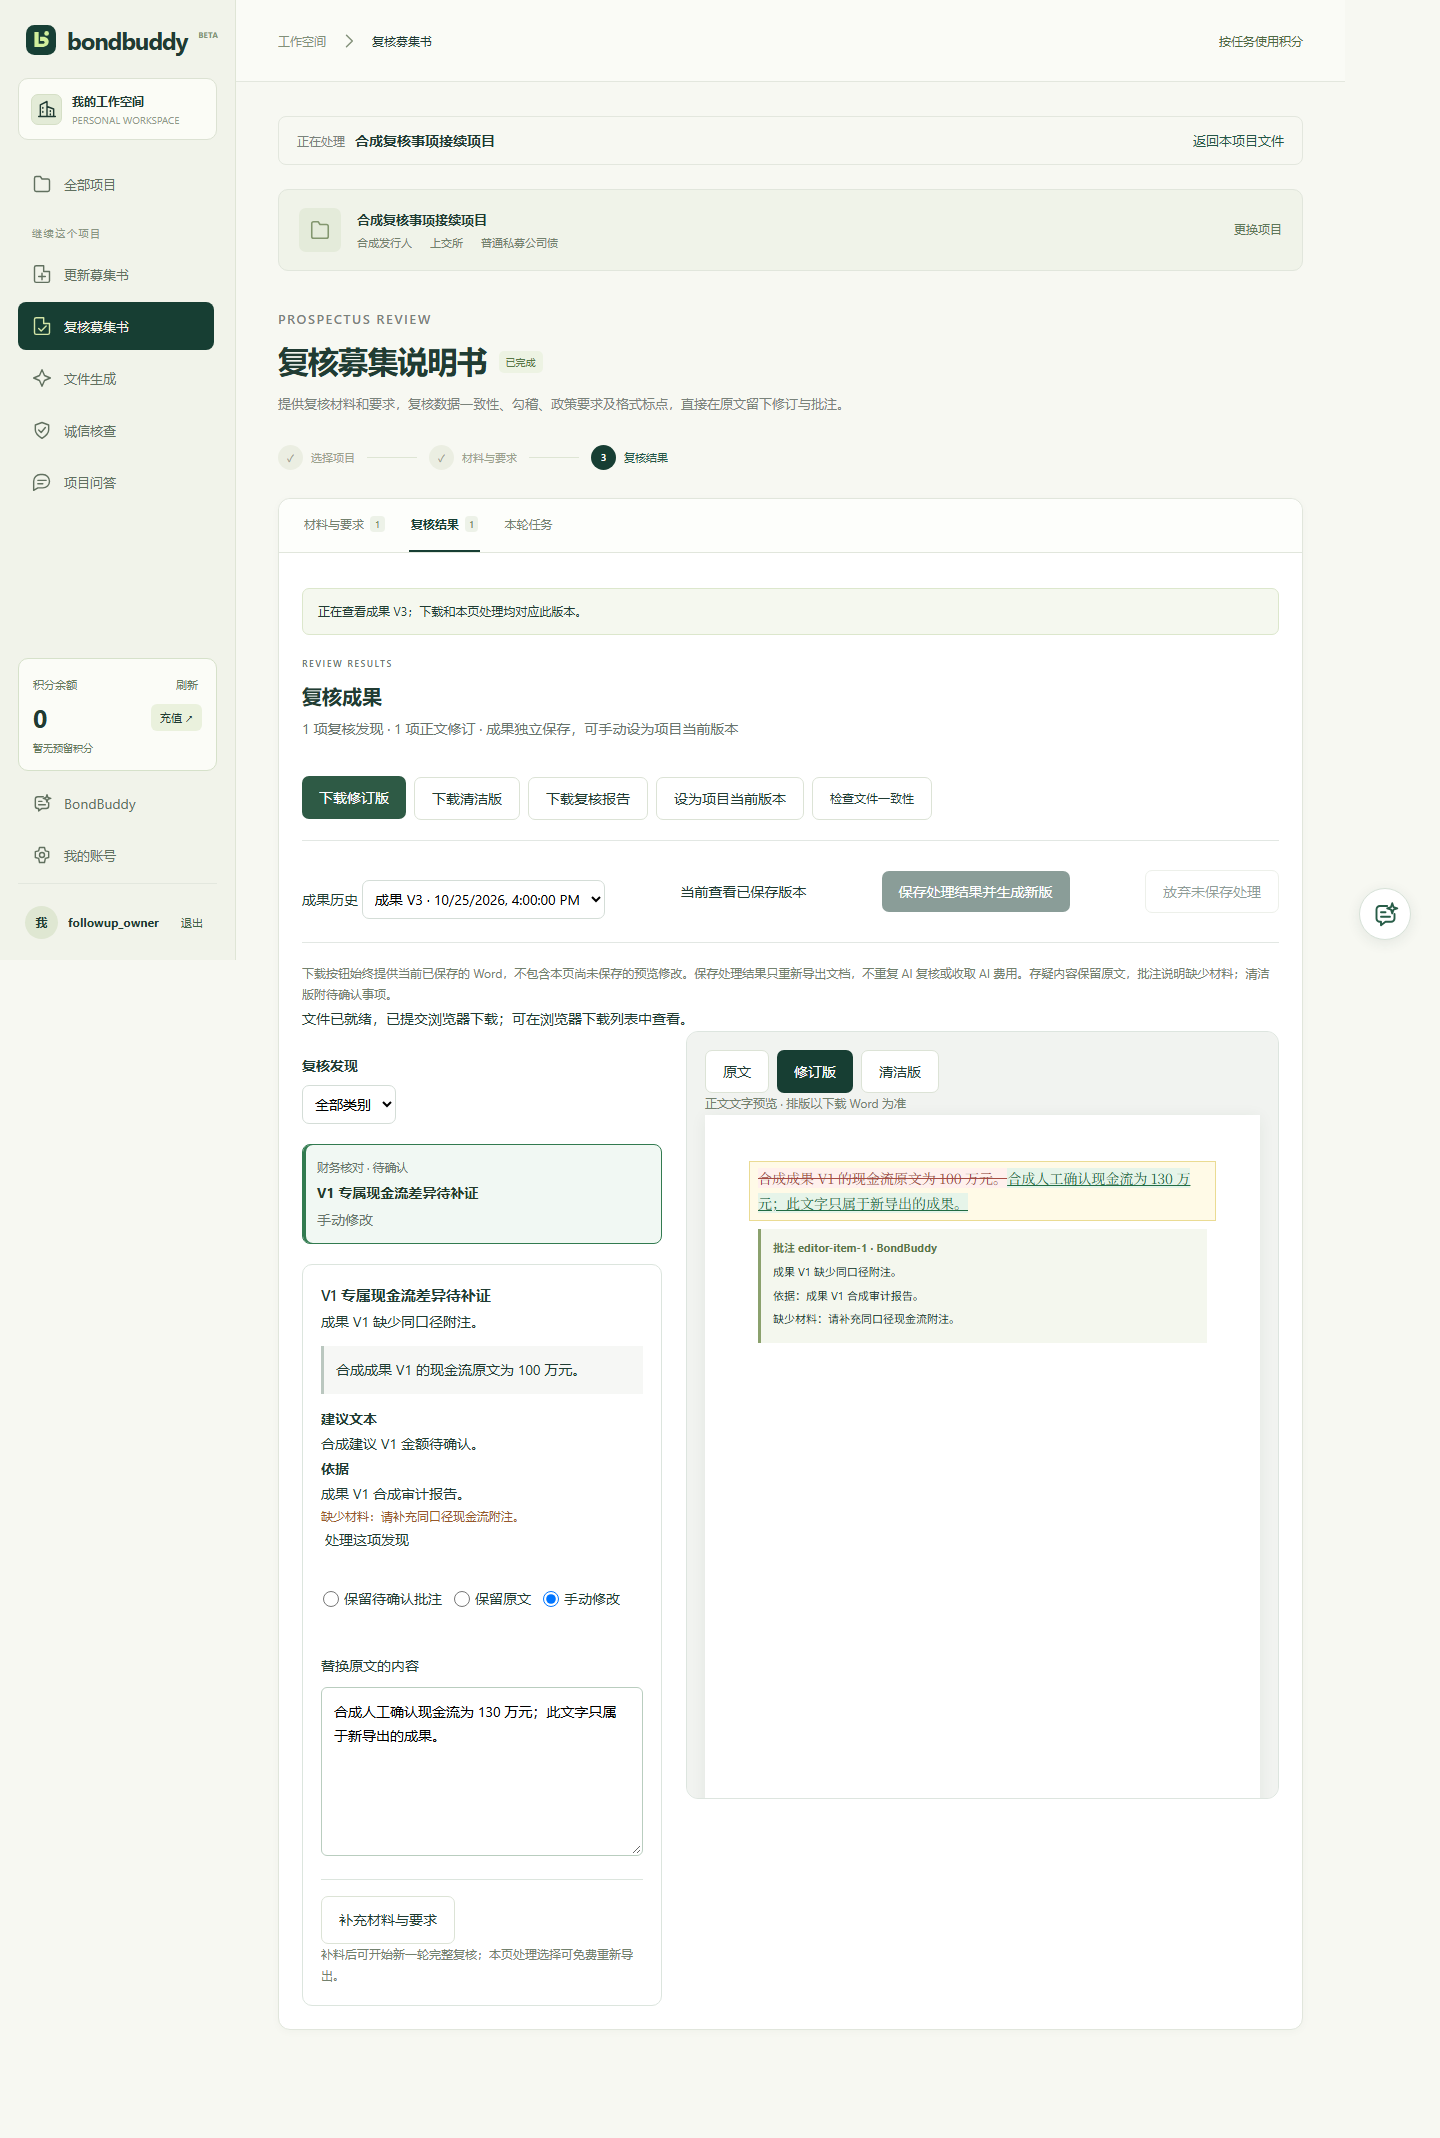 bondbuddy BETA
我的工作空间
PERSONAL WORKSPACE
全部项目
继续这个项目
更新募集书
复核募集书
文件生成
诚信核查
项目问答
积分余额 刷新
0 充值 ↗
暂无预留积分
BondBuddy
我的账号
我 followup_owner 退出
工作空间 复核募集书 按任务使用积分
正在处理 合成复核事项接续项目 返回本项目文件
合成复核事项接续项目
合成发行人 上交所 普通私募公司债
更换项目
PROSPECTUS REVIEW
复核募集说明书 已完成
提供复核材料和要求，复核数据一致性、勾稽、政策要求及格式标点，直接在原文留下修订与批注。
✓ 选择项目 ✓ 材料与要求 3 复核结果
材料与要求 1 复核结果 1 本轮任务
正在查看成果 V3；下载和本页处理均对应此版本。
REVIEW RESULTS
复核成果
1 项复核发现 · 1 项正文修订 · 成果独立保存，可手动设为项目当前版本
下载修订版 下载清洁版 下载复核报告 设为项目当前版本 检查文件一致性
成果历史 成果 V3 · 10/25/2026, 4:00:00 PM 当前查看已保存版本 保存处理结果并生成新版 放弃未保存处理
下载按钮始终提供当前已保存的 Word，不包含本页尚未保存的预览修改。保存处理结果只重新导出文档，不重复 AI 复核或收取 AI 费用。存疑内容保留原文，批注说明缺少材料；清洁
版附待确认事项。
文件已就绪，已提交浏览器下载；可在浏览器下载列表中查看。
复核发现
全部类别
财务核对 · 待确认
V1 专属现金流差异待补证
手动修改
V1 专属现金流差异待补证
成果 V1 缺少同口径附注。
合成成果 V1 的现金流原文为 100 万元。
建议文本
合成建议 V1 金额待确认。
依据
成果 V1 合成审计报告。
缺少材料：请补充同口径现金流附注。
处理这项发现
保留待确认批注 保留原文 手动修改
替换原文的内容
合成人工确认现金流为 130 万元；此文字只属
于新导出的成果。
补充材料与要求
补料后可开始新一轮完整复核；本页处理选择可免费重新导
出。
原文 修订版 清洁版
正文文字预览 · 排版以下载 Word 为准
合成成果 V1 的现金流原文为 100 万元。合成人工确认现金流为 130 万
元；此文字只属于新导出的成果。
批注 editor-item-1 · BondBuddy
成果 V1 缺少同口径附注。
依据：成果 V1 合成审计报告。
缺少材料：请补充同口径现金流附注。